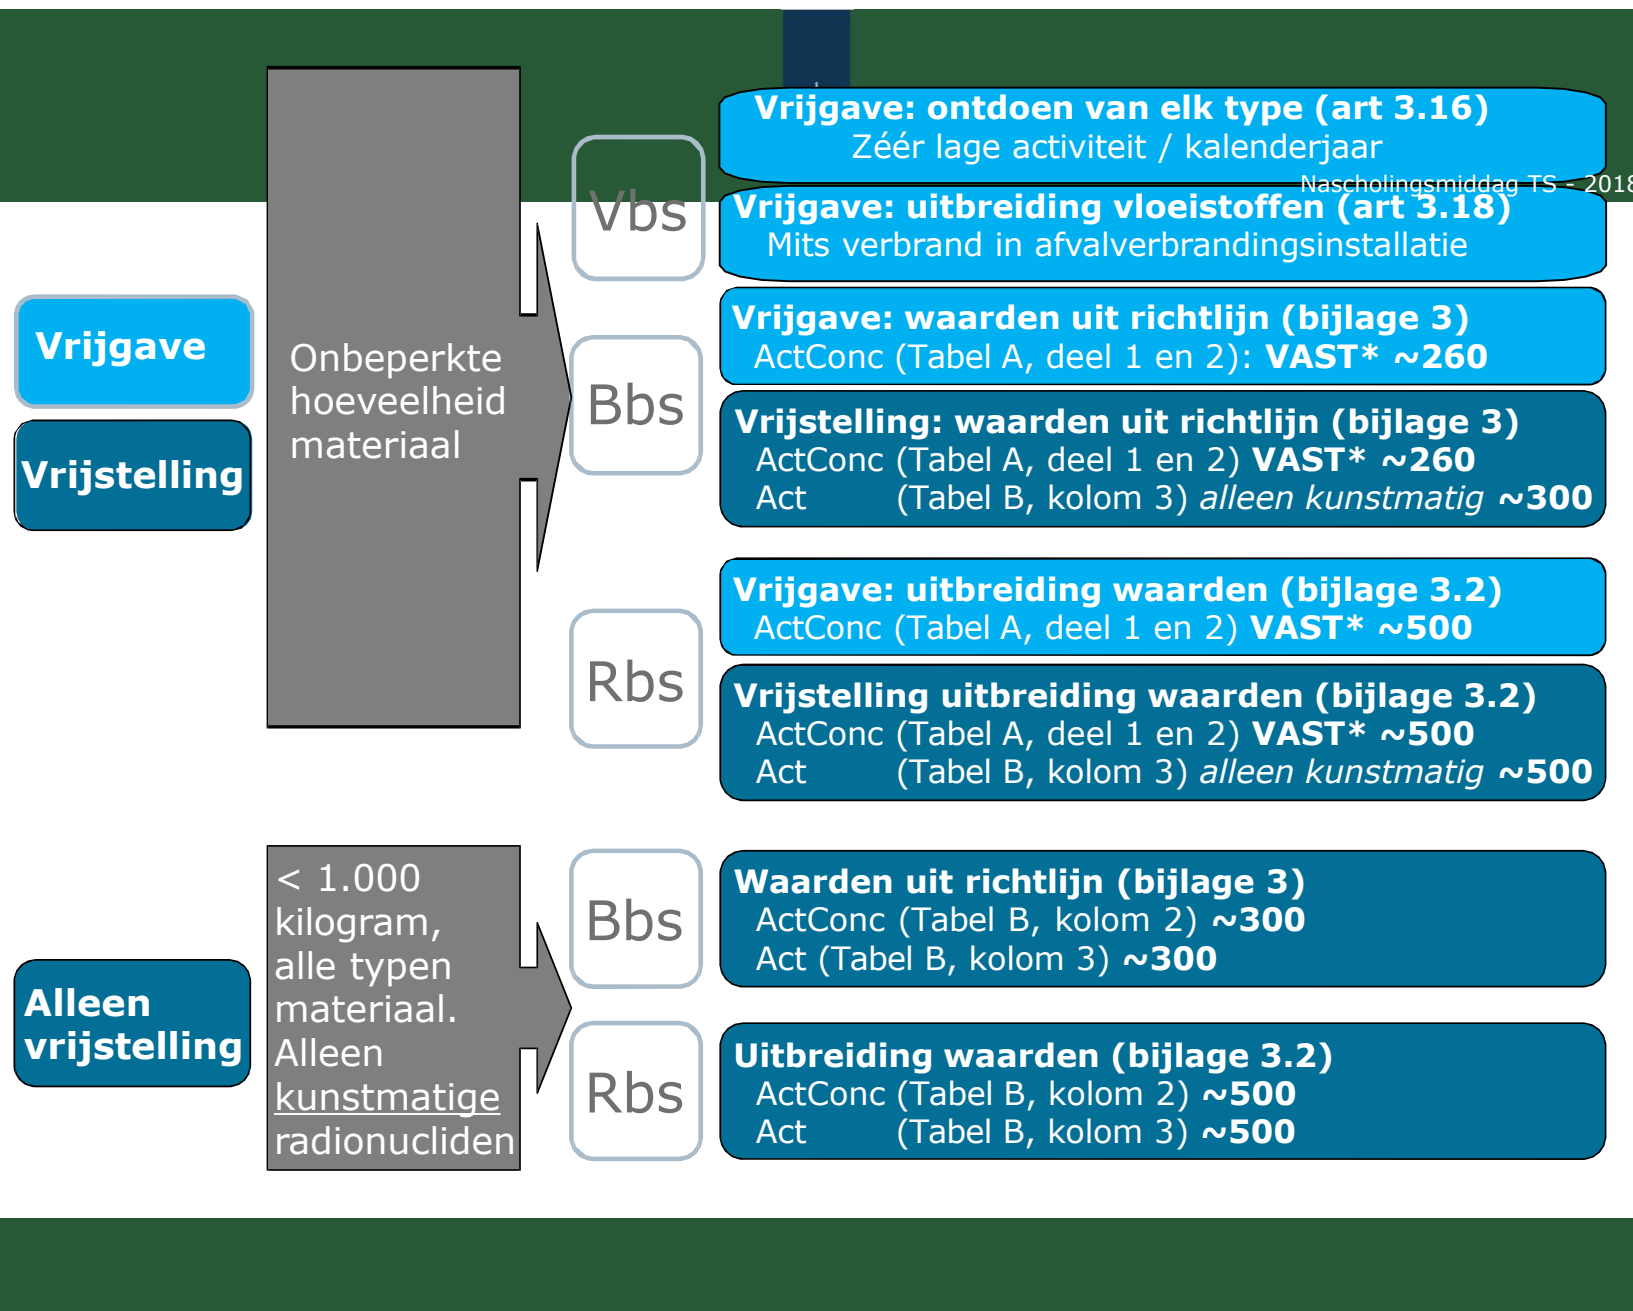 Vrijgave: ontdoen van elk type (art 3.16)
Zéér lage activiteit / kalenderjaar
Nascholingsmiddag TS - 2018
Vbs
Vrijgave: uitbreiding vloeistoffen (art 3.18)
Mits verbrand in afvalverbrandingsinstallatie
Vrijgave
Vrijstelling
Onbeperkte
hoeveelheid
materiaal
Bbs
Vrijgave: waarden uit richtlijn (bijlage 3)
ActConc (Tabel A, deel 1 en 2): VAST* ~260
Vrijstelling: waarden uit richtlijn (bijlage 3)
ActConc (Tabel A, deel 1 en 2) VAST* ~260
Act (Tabel B, kolom 3) alleen kunstmatig ~300
Rbs
Vrijgave: uitbreiding waarden (bijlage 3.2)
ActConc (Tabel A, deel 1 en 2) VAST* ~500
Vrijstelling uitbreiding waarden (bijlage 3.2)
ActConc (Tabel A, deel 1 en 2) VAST* ~500
Act (Tabel B, kolom 3) alleen kunstmatig ~500
Alleen
vrijstelling
< 1.000
kilogram,
alle typen
materiaal.
Alleen
kunstmatige
radionucliden
Bbs
Waarden uit richtlijn (bijlage 3)
ActConc (Tabel B, kolom 2) ~300
Act (Tabel B, kolom 3) ~300
Rbs
Uitbreiding waarden (bijlage 3.2)
ActConc (Tabel B, kolom 2) ~500
Act (Tabel B, kolom 3) ~500